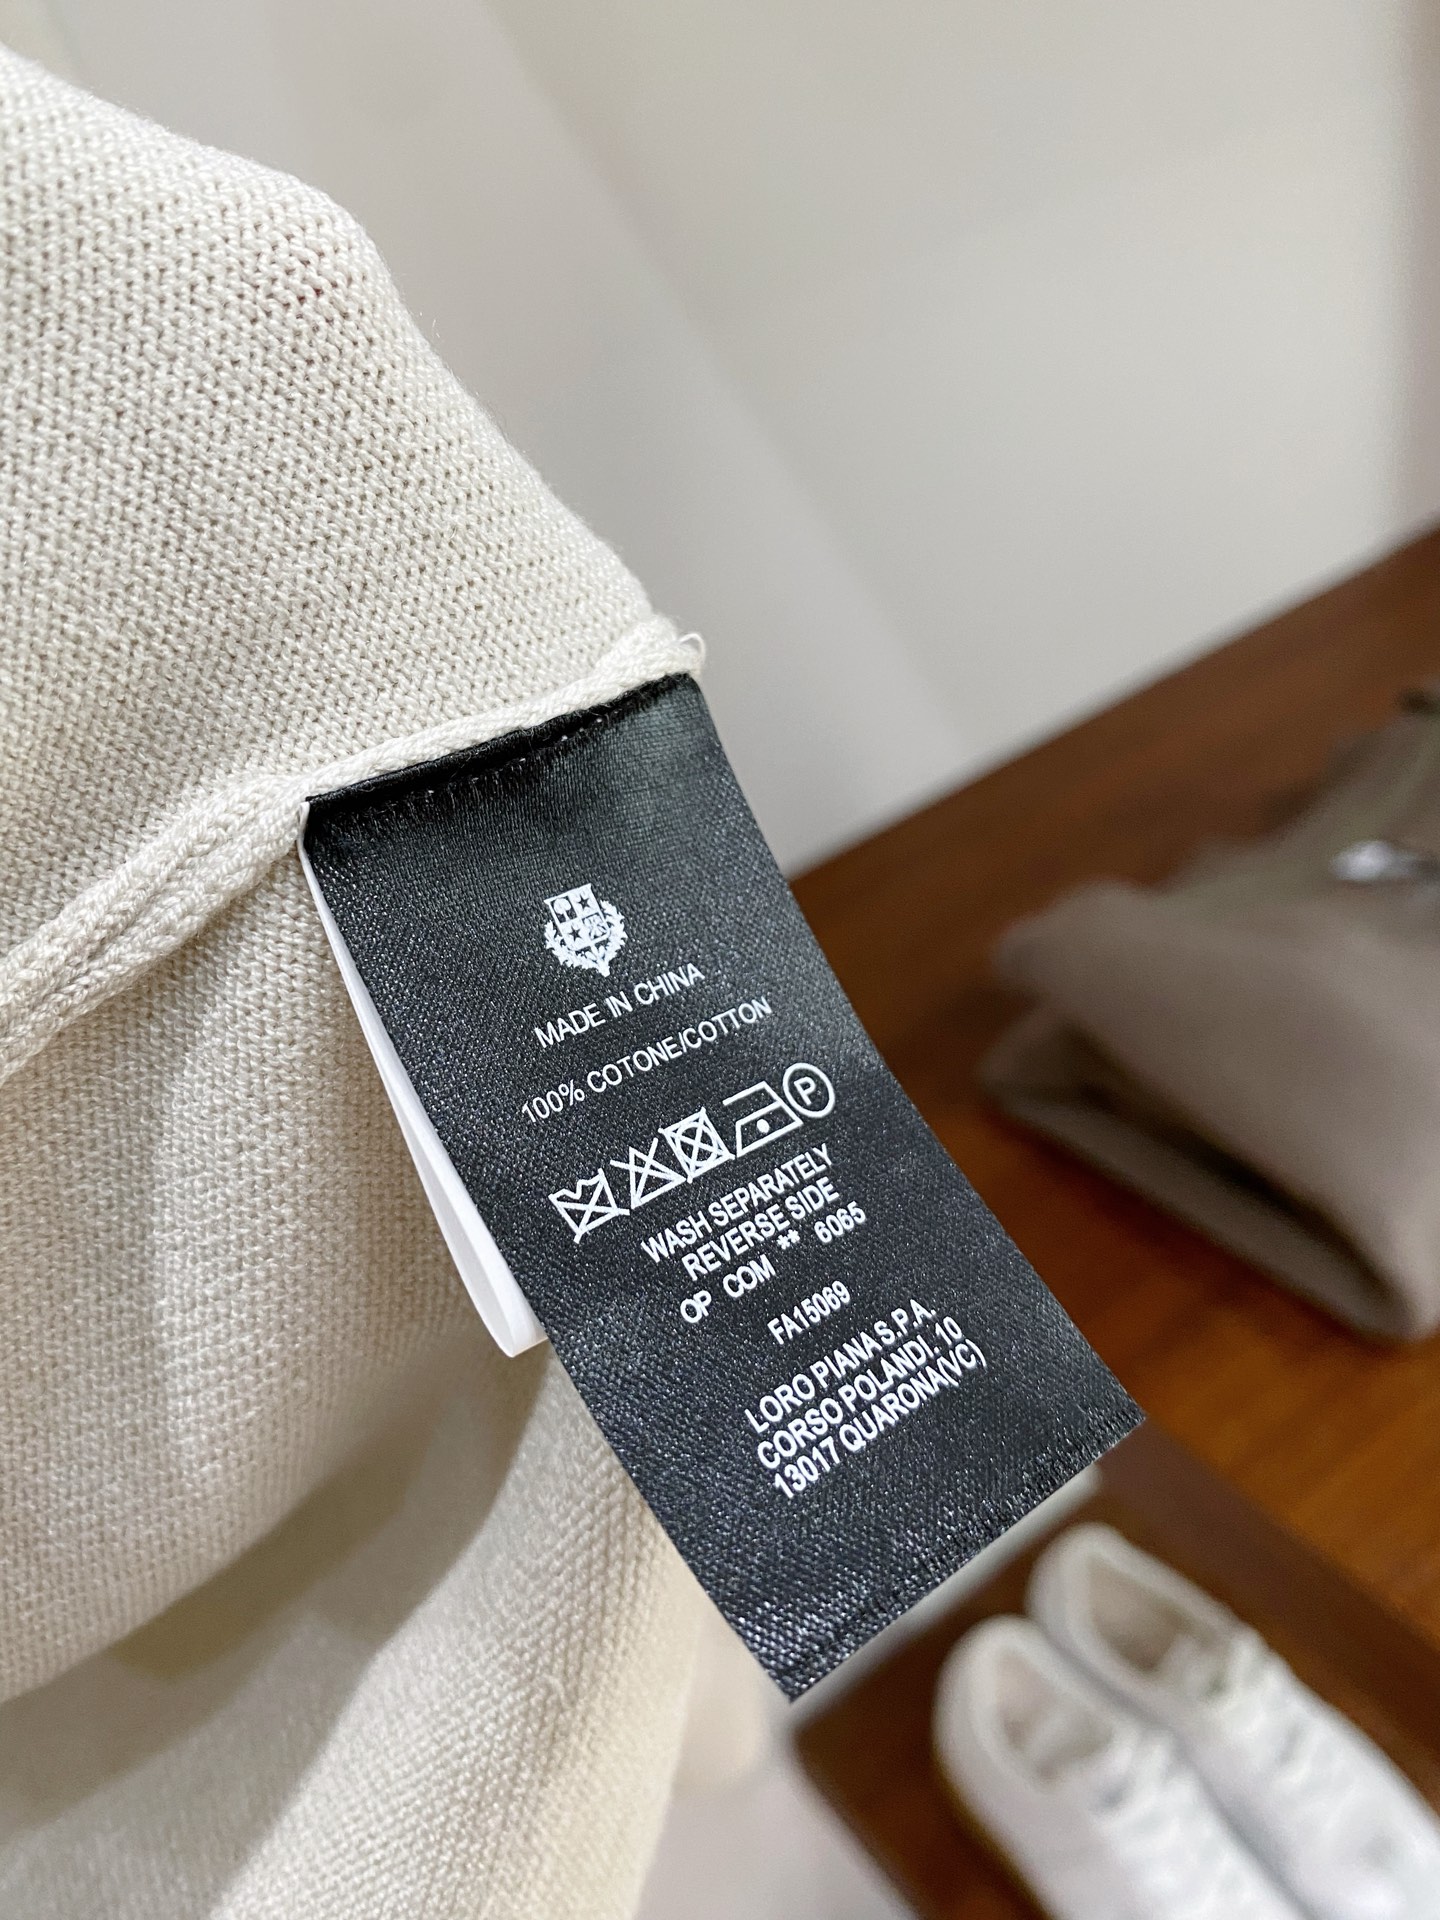 MADE IN CHINA
100% COTONE/COTTON
P
WASH SEPARATELY
REVERSE SIDE
OP COM ** 6065
FA15069
LORO PIANA S.P.A.
CORSO POLANDI. 10
13017 QUARONA(VC)